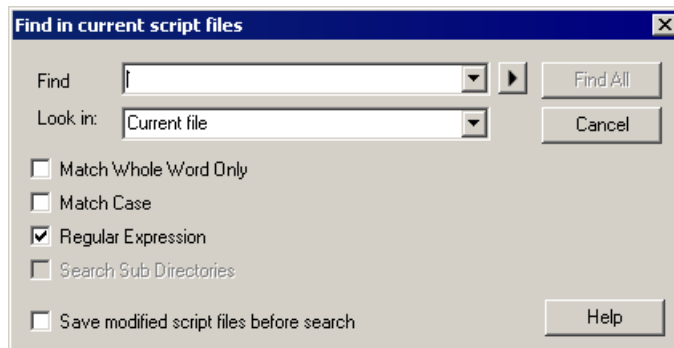 Find in current script files
Find
Find All
Look in:
Current file
Cancel
Match Whole Word Only
Match Case
Regular Expression
Search Sub Directories
Save modified script files before search
Help